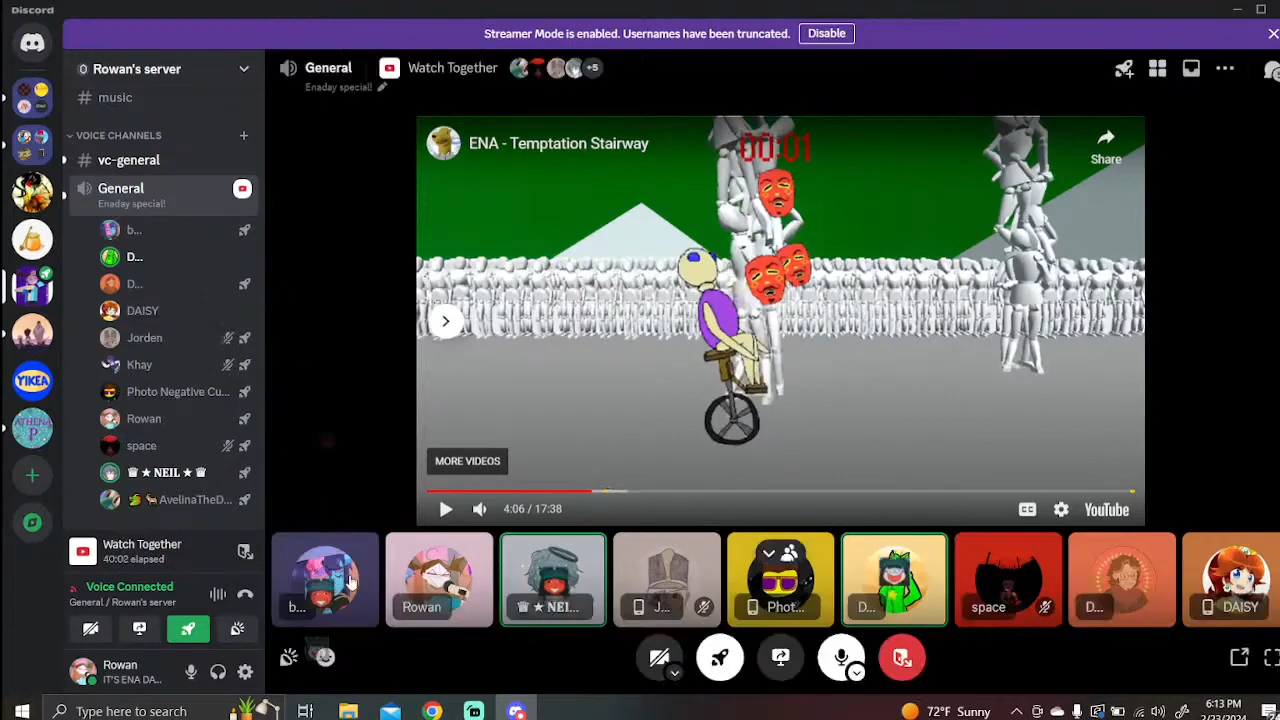 Discord
Streamer Mode is enabled. Usernames have been truncated.
Disable
Rowan's server
General
Watch Together
+5
Enaday special!
music
VOICE CHANNELS
vc-general
General
Enaday special!
b...
D...
D...
DAISY
Jorden
Khay
Photo Negative Cu...
Rowan
space
♛ ★ NEIL ★ ♛
AvelinaTheD...
YIKEA
ATHENA
P
ENA - Temptation Stairway
00:01
Share
MORE VIDEOS
4:06 / 17:38
CC
YouTube
Watch Together
40:02 elapsed
Voice Connected
General / Rowan's server
b...
Rowan
♛ ★ NEI...
J...
Phot...
D...
space
D...
DAISY
Rowan
IT'S ENA DA...
Type here to search
72°F Sunny
6:13 PM
2/23/2024